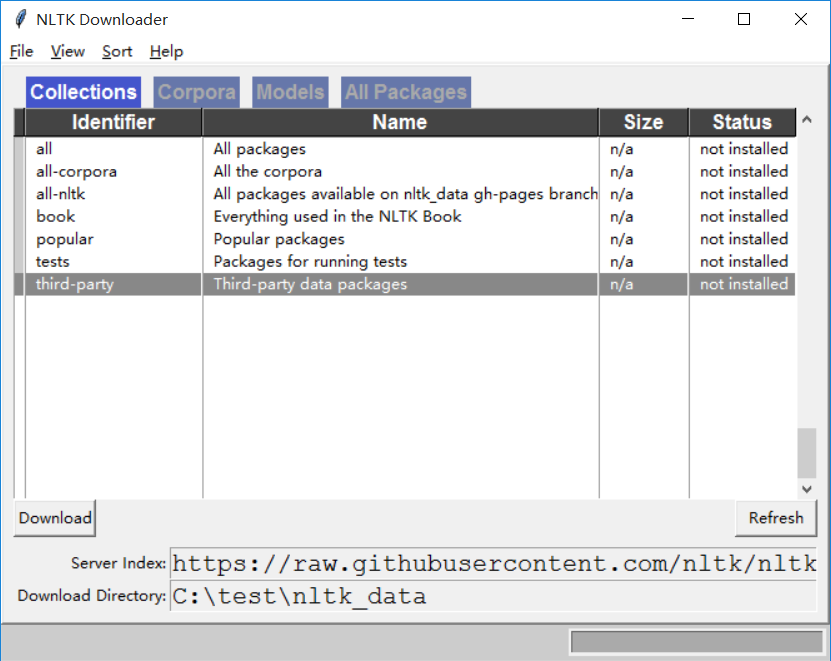 NLTK Downloader
File View Sort Help
Collections Corpora Models All Packages
Identifier Name Size Status
all All packages n/a not installed
all-corpora All the corpora n/a not installed
all-nltk All packages available on nltk_data gh-pages branch n/a not installed
book Everything used in the NLTK Book n/a not installed
popular Popular packages n/a not installed
tests Packages for running tests n/a not installed
third-party Third-party data packages n/a not installed
Download Refresh
Server Index: https://raw.githubusercontent.com/nltk/nltk
Download Directory: C:\test\nltk_data